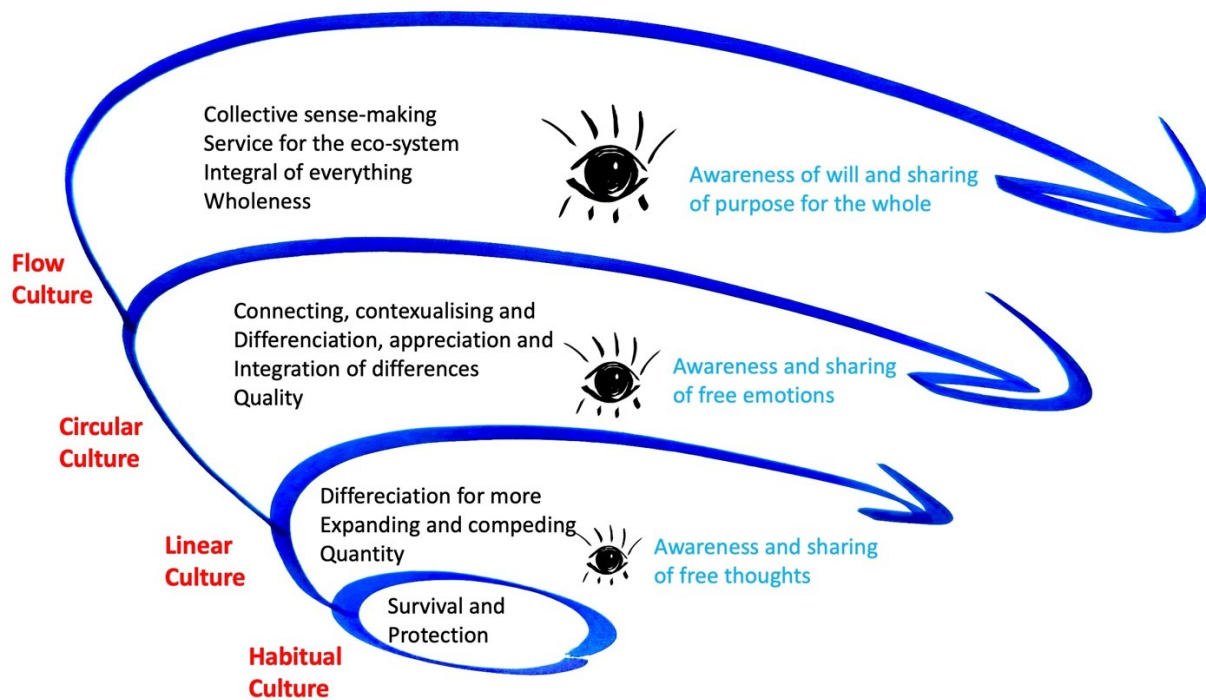 Collective sense-making
Service for the eco-system
Integral of everything
Wholeness
Awareness of will and sharing
of purpose for the whole
Flow
Culture
Connecting, contexualising and
Differenciation, appreciation and
Integration of differences
Quality
Awareness and sharing
of free emotions
Circular
Culture
Differeciation for more
Expanding and compeding
Quantity
Awareness and sharing
of free thoughts
Linear
Culture
Survival and
Protection
Habitual
Culture